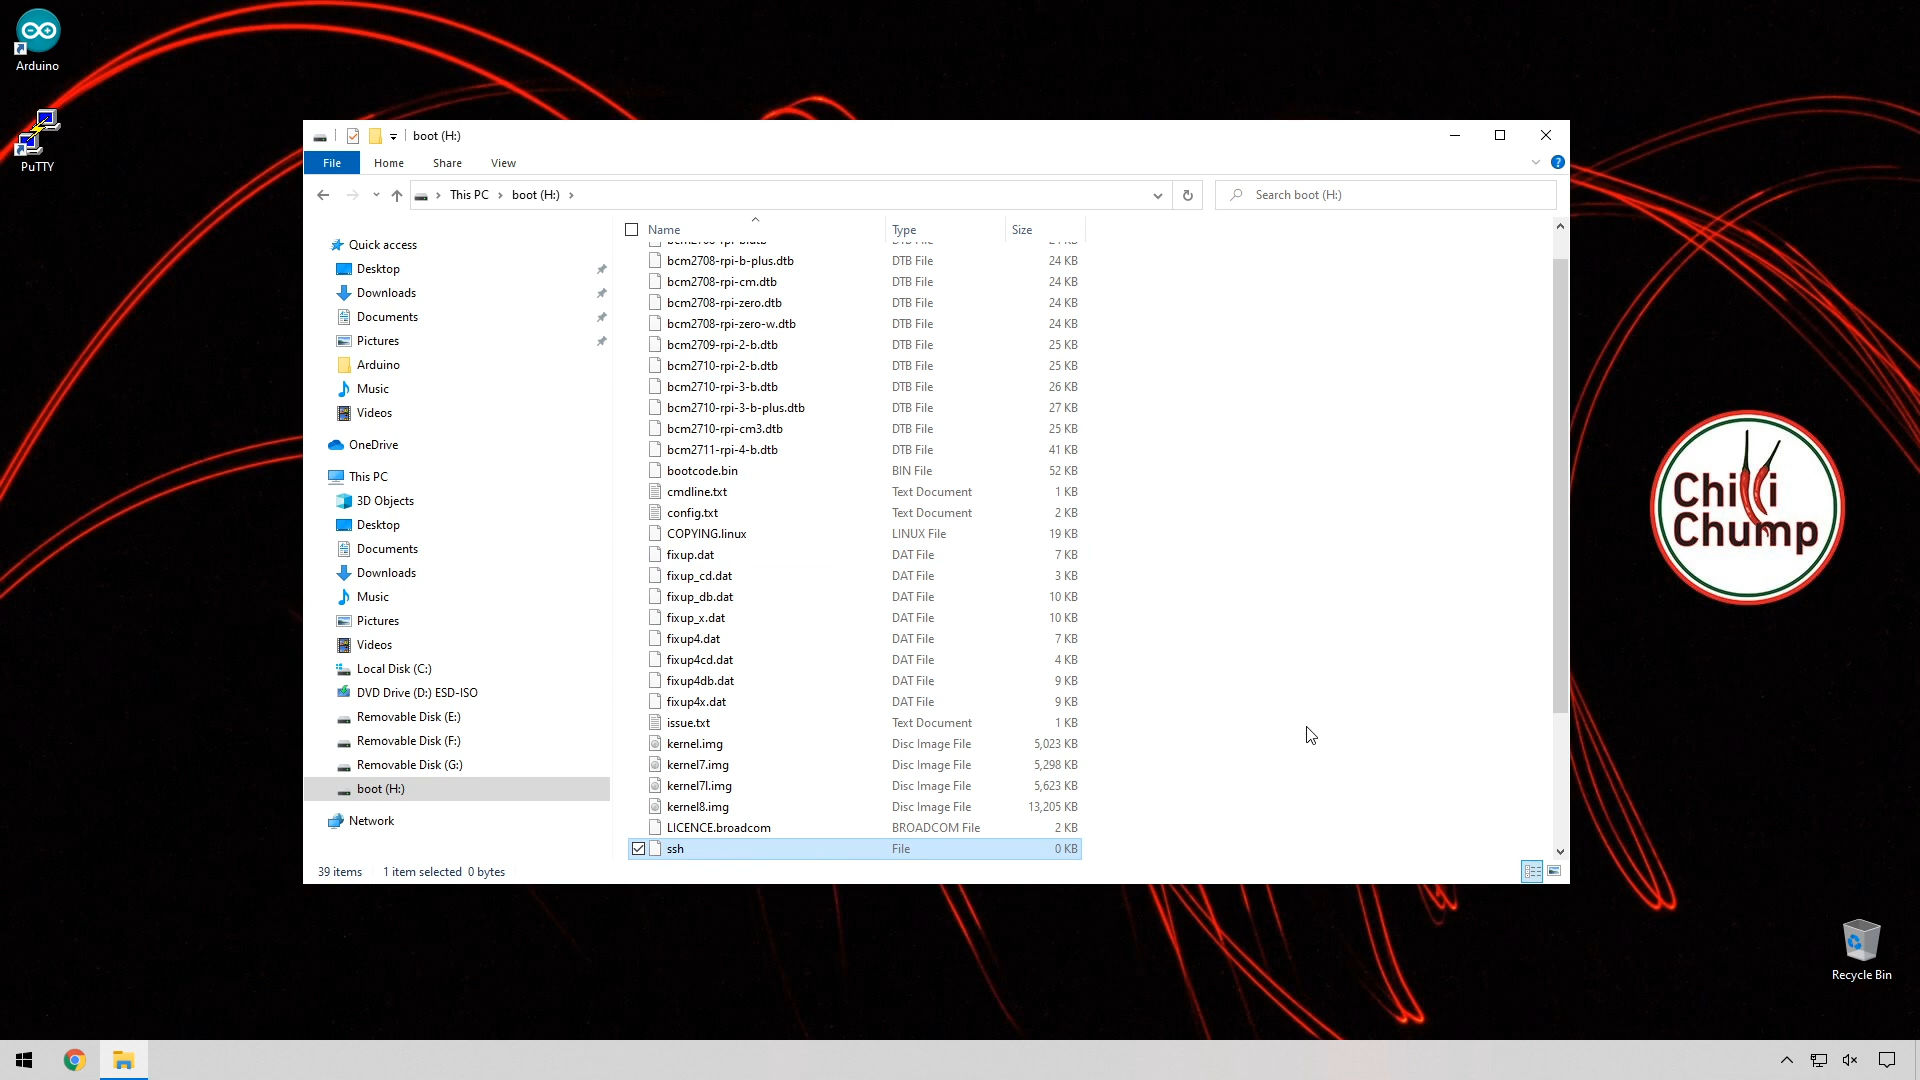 Arduino
PuTTY
boot (H:)
File Home Share View
This PC boot (H:)
Search boot (H:)
Quick access
Desktop
Downloads
Documents
Pictures
Arduino
Music
Videos
OneDrive
This PC
3D Objects
Desktop
Documents
Downloads
Music
Pictures
Videos
Local Disk (C:)
DVD Drive (D:) ESD-ISO
Removable Disk (E:)
Removable Disk (F:)
Removable Disk (G:)
boot (H:)
Network
Name Type Size
bcm2708-rpi-b-plus.dtb DTB File 24 KB
bcm2708-rpi-cm.dtb DTB File 24 KB
bcm2708-rpi-zero.dtb DTB File 24 KB
bcm2708-rpi-zero-w.dtb DTB File 24 KB
bcm2709-rpi-2-b.dtb DTB File 25 KB
bcm2710-rpi-2-b.dtb DTB File 25 KB
bcm2710-rpi-3-b.dtb DTB File 26 KB
bcm2710-rpi-3-b-plus.dtb DTB File 27 KB
bcm2710-rpi-cm3.dtb DTB File 25 KB
bcm2711-rpi-4-b.dtb DTB File 41 KB
bootcode.bin BIN File 52 KB
cmdline.txt Text Document 1 KB
config.txt Text Document 2 KB
COPYING.linux LINUX File 19 KB
fixup.dat DAT File 7 KB
fixup_cd.dat DAT File 3 KB
fixup_db.dat DAT File 10 KB
fixup_x.dat DAT File 10 KB
fixup4.dat DAT File 7 KB
fixup4cd.dat DAT File 4 KB
fixup4db.dat DAT File 9 KB
fixup4x.dat DAT File 9 KB
issue.txt Text Document 1 KB
kernel.img Disc Image File 5,023 KB
kernel7.img Disc Image File 5,298 KB
kernel7l.img Disc Image File 5,623 KB
kernel8.img Disc Image File 13,205 KB
LICENCE.broadcom BROADCOM File 2 KB
ssh File 0 KB
39 items 1 item selected 0 bytes
Chilli
Chump
Recycle Bin